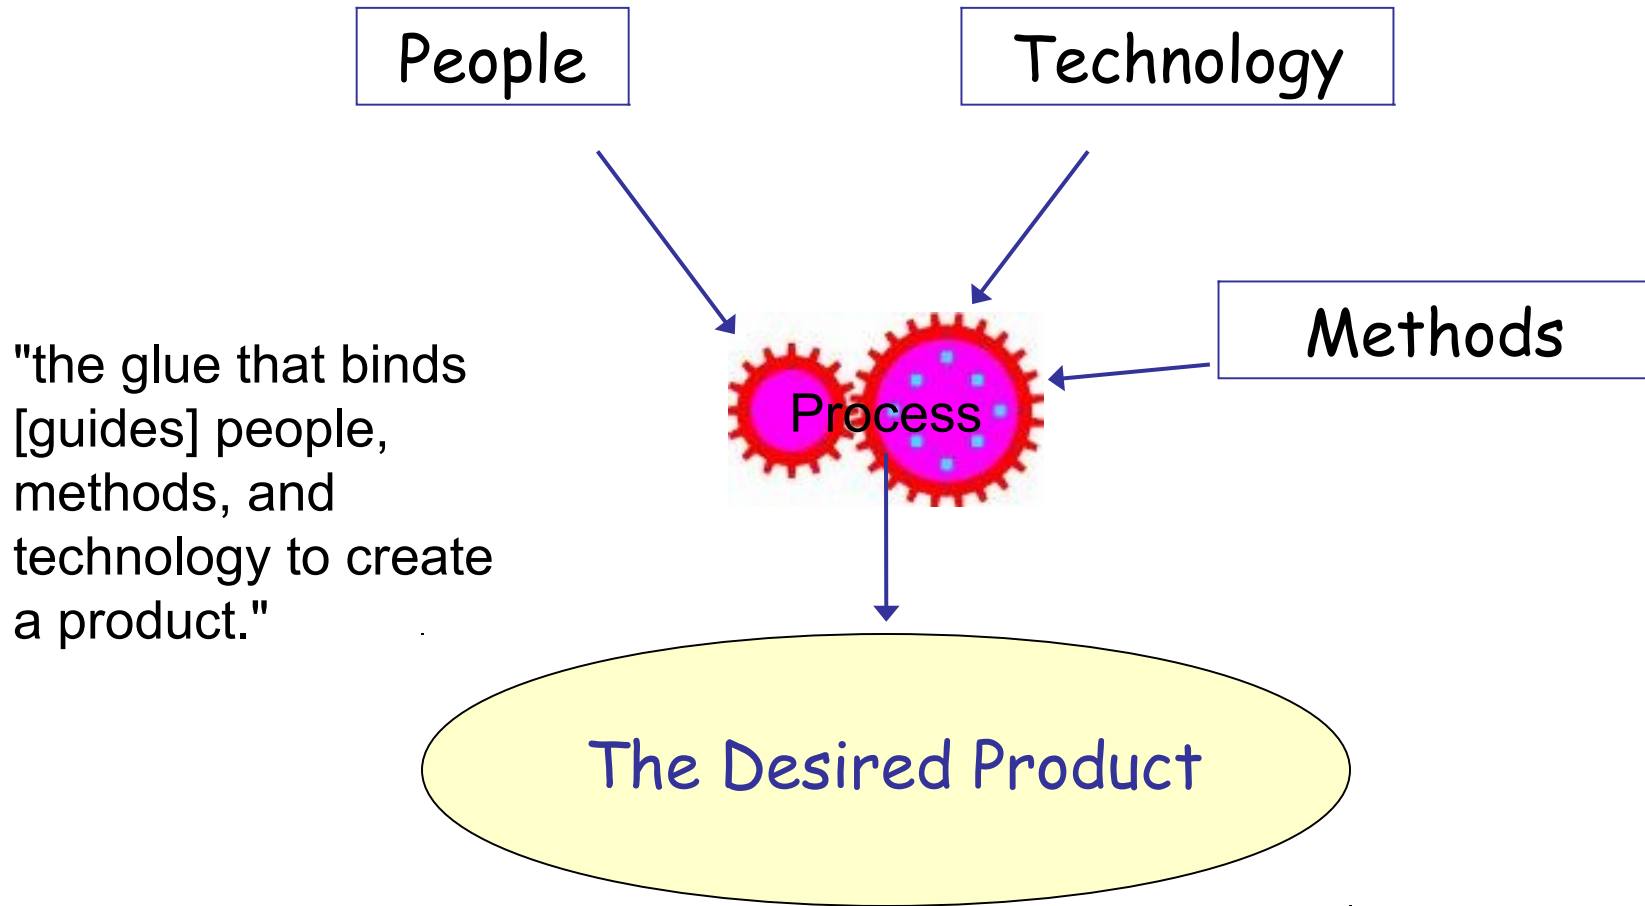 People
Technology
Methods
"the glue that binds
[guides] people,
methods, and
technology to create
a product."
Process
The Desired Product